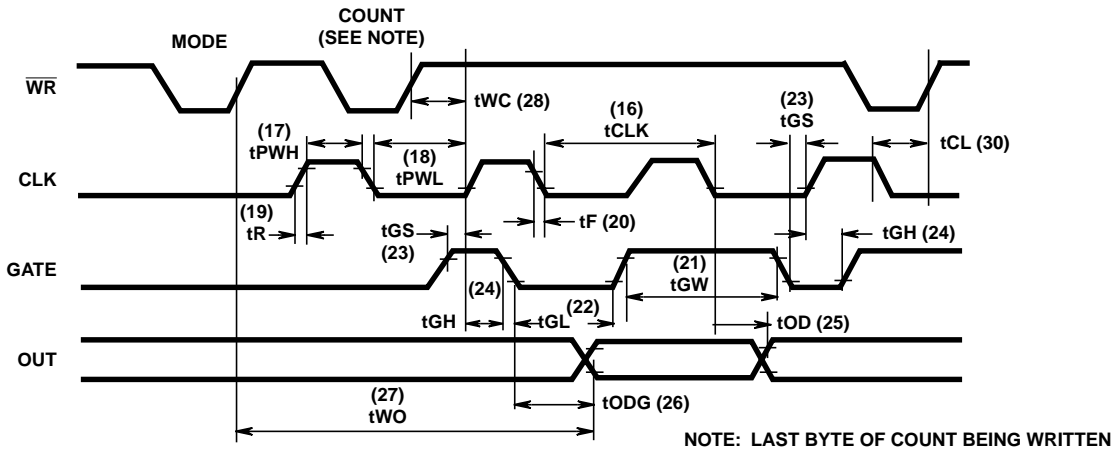 COUNT
(SEE NOTE)
MODE
WR
tWC (28)
(23)
tGS
(16)
tCLK
tCL (30)
(17)
tPWH
(18)
tPWL
CLK
(19)
tR
tF (20)
tGS
(23)
tGH (24)
GATE
(21)
tGW
(24)
tGH
(22)
tGL
tOD (25)
OUT
(27)
tWO
tODG (26)
NOTE: LAST BYTE OF COUNT BEING WRITTEN